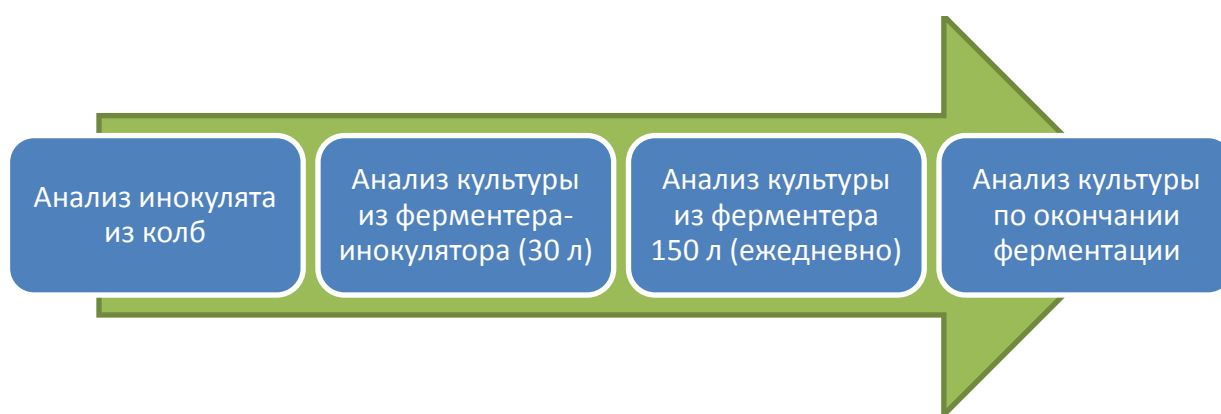 Анализ инокулята
из колб
Анализ культуры
из ферментера-
инокулятора (30 л)
Анализ культуры
из ферментера
150 л (ежедневно)
Анализ культуры
по окончании
ферментации